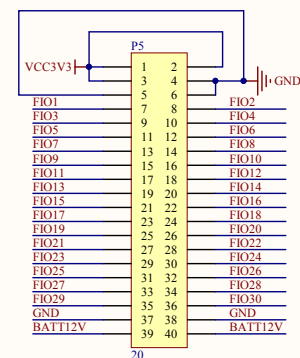 P5
VCC3V3 1 2
3 4 GND
5 6
FIO1 7 8 FIO2
FIO3 9 10 FIO4
FIO5 11 12 FIO6
FIO7 13 14 FIO8
FIO9 15 16 FIO10
FIO11 17 18 FIO12
FIO13 19 20 FIO14
FIO15 21 22 FIO16
FIO17 23 24 FIO18
FIO19 25 26 FIO20
FIO21 27 28 FIO22
FIO23 29 30 FIO24
FIO25 31 32 FIO26
FIO27 33 34 FIO28
FIO29 35 36 FIO30
GND 37 38 GND
BATT12V 39 40 BATT12V
20